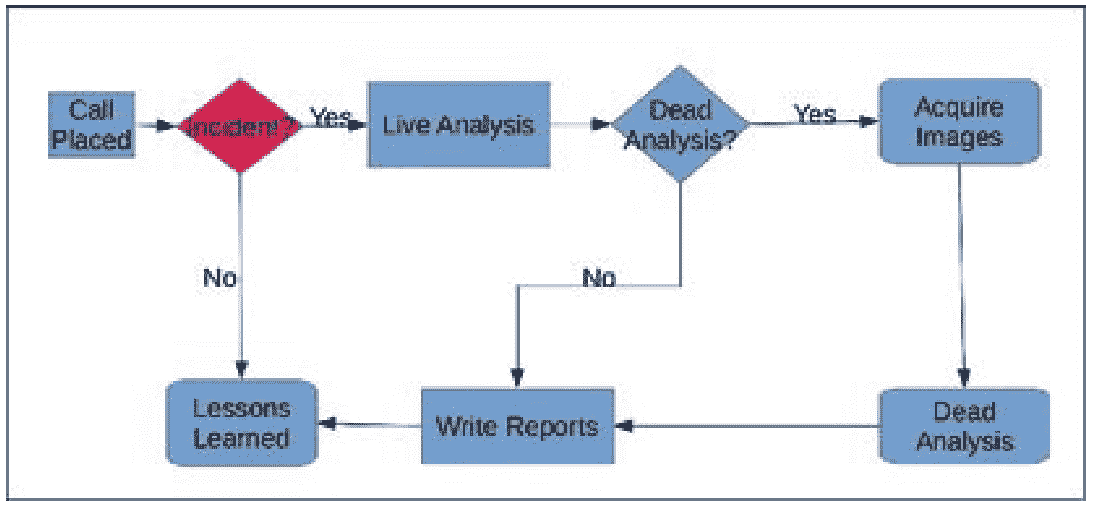 Call
Placed
Incident?
Yes
Live Analysis
Dead
Analysis?
Yes
Acquire
Images
No
No
Lessons
Learned
Write Reports
Dead
Analysis